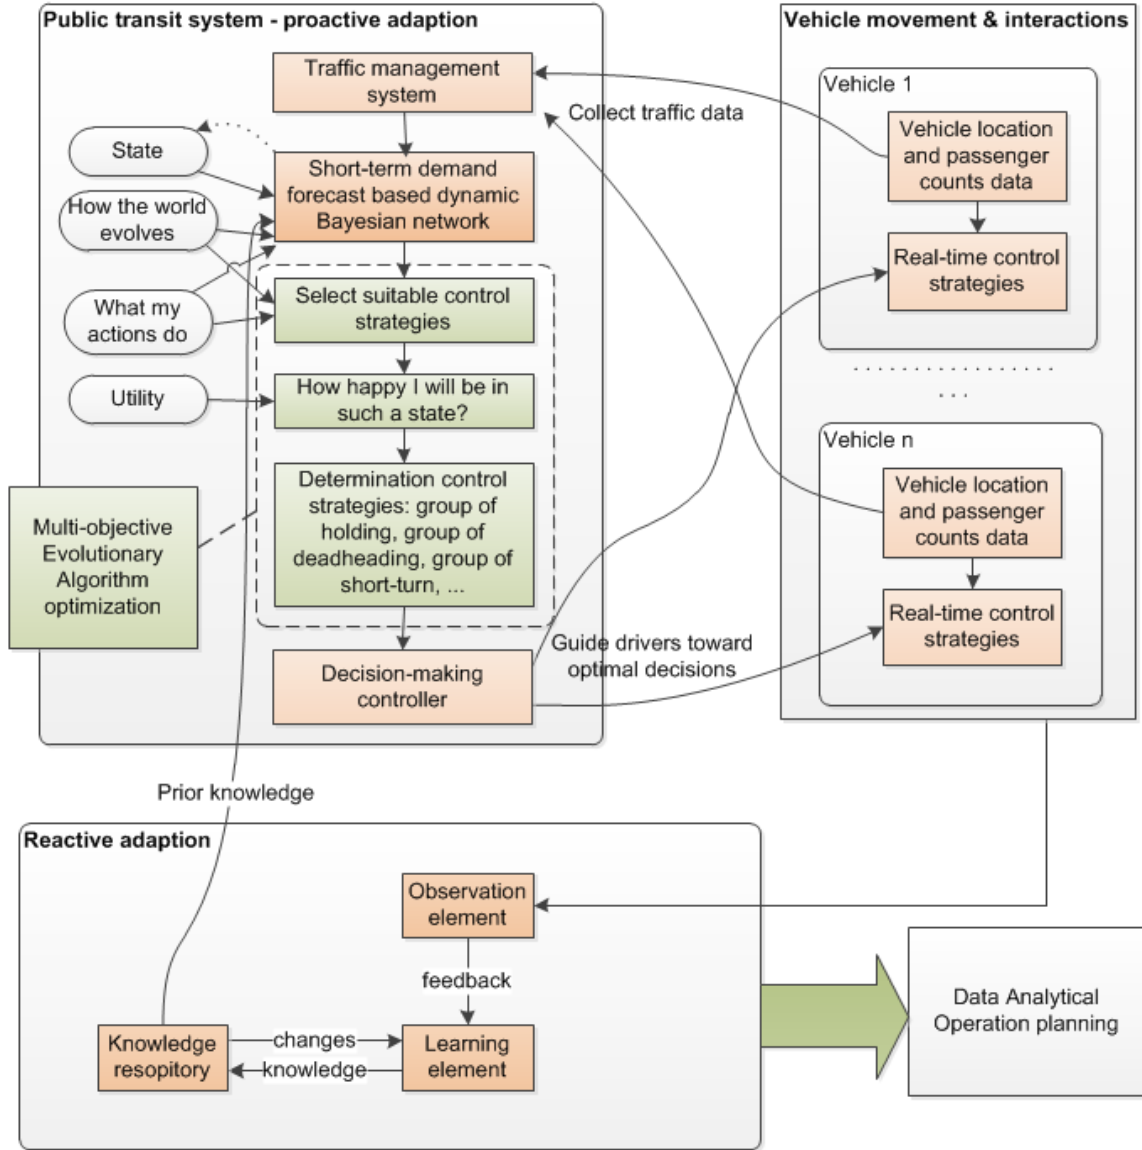 Public transit system - proactive adaption
Traffic management
system
State
Short-term demand
forecast based dynamic
Bayesian network
How the world
evolves
What my
actions do
Select suitable control
strategies
Utility
How happy I will be in
such a state?
Multi-objective
Evolutionary
Algorithm
optimization
Determination control
strategies: group of
holding, group of
deadheading, group of
short-turn, ...
Decision-making
controller
Collect traffic data
Guide drivers toward
optimal decisions
Vehicle movement & interactions
Vehicle 1
Vehicle location
and passenger
counts data
Real-time control
strategies
Vehicle n
Vehicle location
and passenger
counts data
Real-time control
strategies
Prior knowledge
Reactive adaption
Observation
element
feedback
Knowledge
resopitory
changes
knowledge
Learning
element
Data Analytical
Operation planning